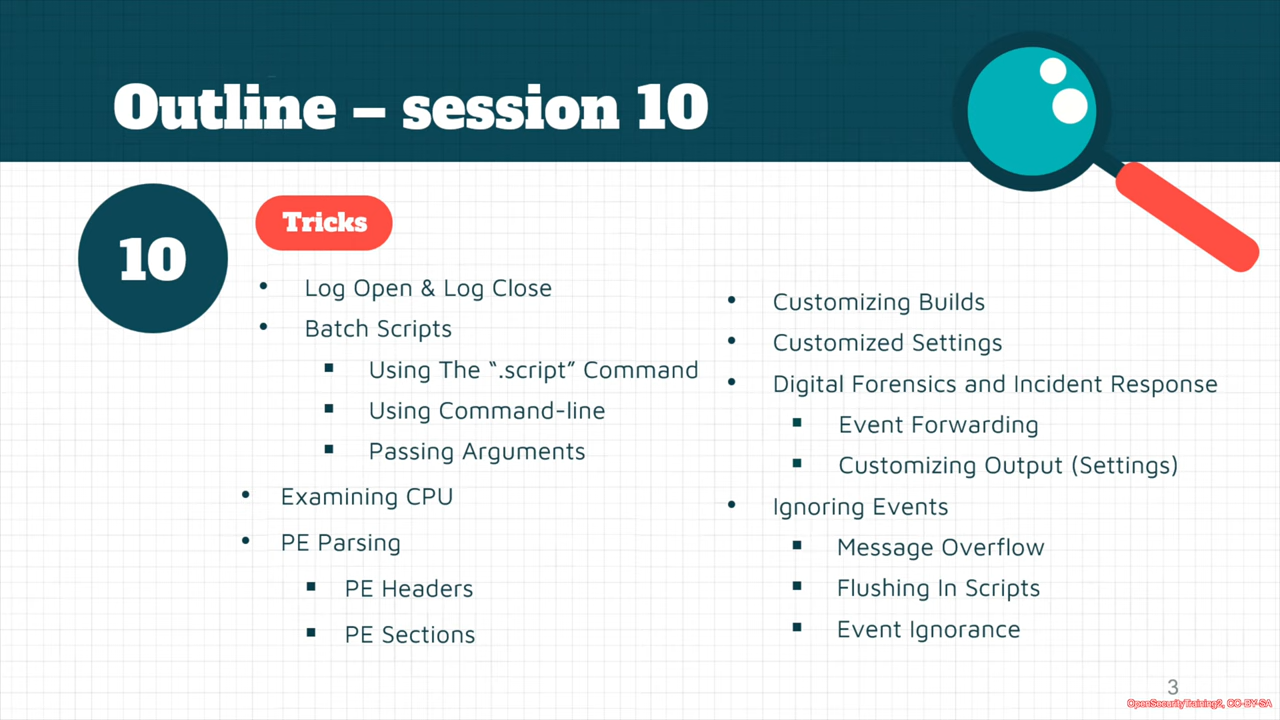 Outline – session 10
10
Tricks
Log Open & Log Close
Batch Scripts
Using The “.script” Command
Using Command-line
Passing Arguments
Examining CPU
PE Parsing
PE Headers
PE Sections
Customizing Builds
Customized Settings
Digital Forensics and Incident Response
Event Forwarding
Customizing Output (Settings)
Ignoring Events
Message Overflow
Flushing In Scripts
Event Ignorance
3
OpenSecurityTraining2, CC-BY-SA